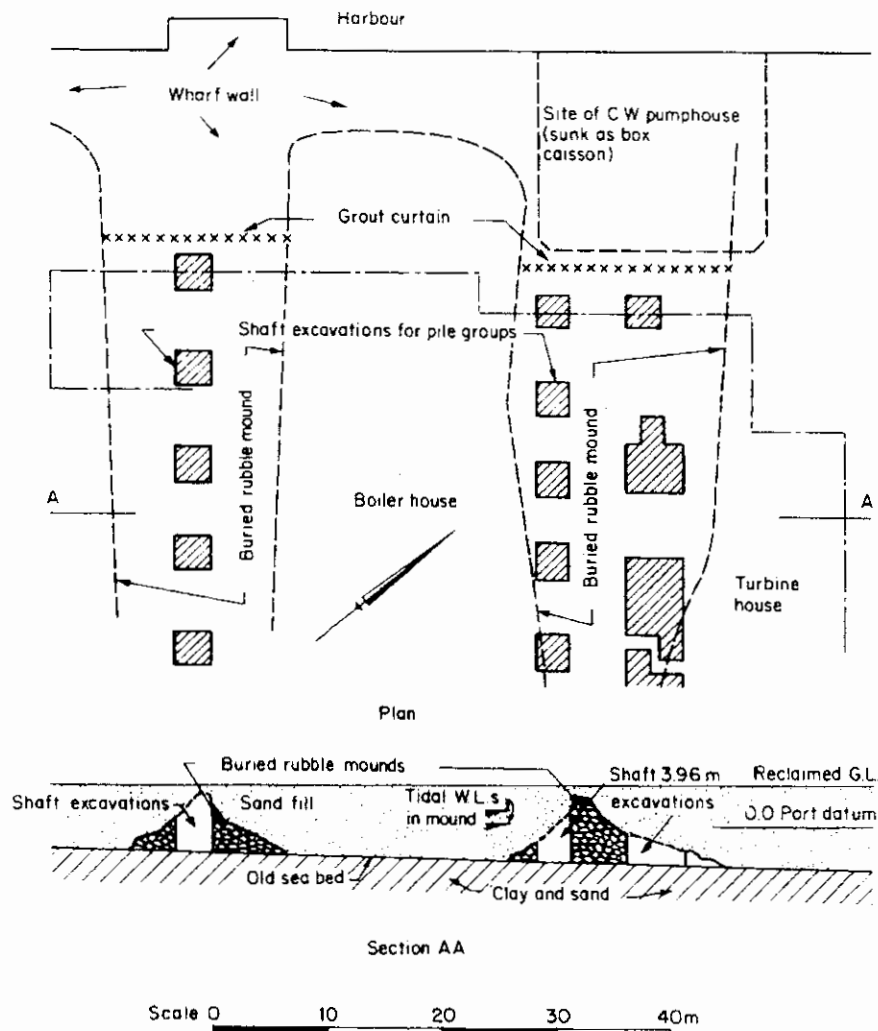 Harbour
Wharf wall
Site of C W pumphouse
(sunk as box
caisson)
Grout curtain
Shaft excavations for pile groups
Buried rubble mound
Buried rubble mound
A
Boiler house
A
Turbine
house
Plan
Buried rubble mounds
Shaft 3.96 m
excavations
Reclaimed G.L.
Shaft excavations
Sand fill
Tidal W.L.s
in mound
0.0 Port datum
Old sea bed
Clay and sand
Section AA
Scale 0 10 20 30 40m